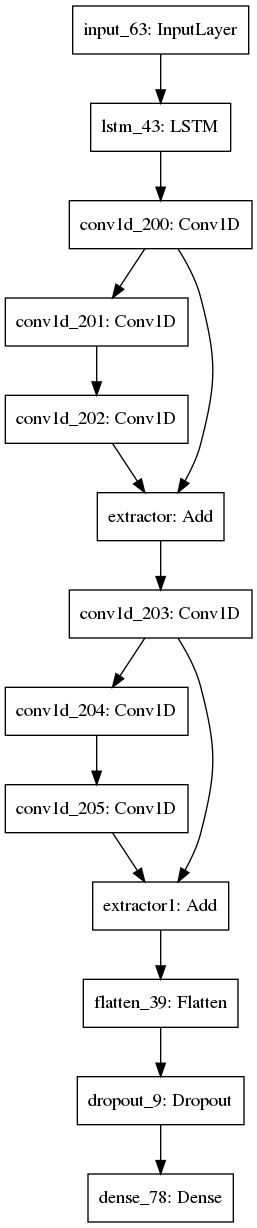 input_63: InputLayer
lstm_43: LSTM
conv1d_200: Conv1D
conv1d_201: Conv1D
conv1d_202: Conv1D
extractor: Add
conv1d_203: Conv1D
conv1d_204: Conv1D
conv1d_205: Conv1D
extractor1: Add
flatten_39: Flatten
dropout_9: Dropout
dense_78: Dense